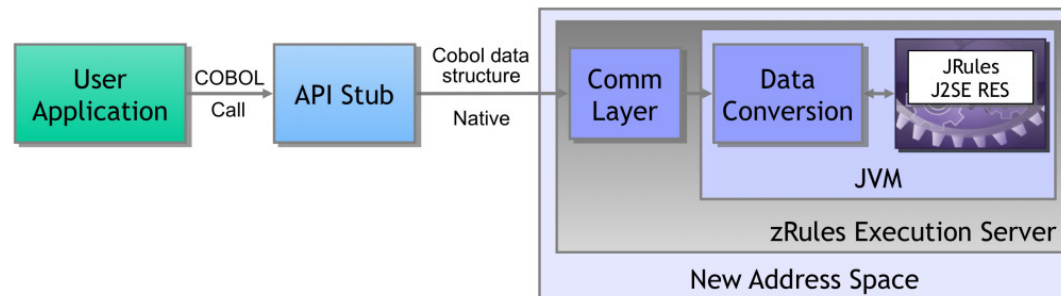 User
Application
COBOL
Call
API Stub
Cobol data
structure
Native
Comm
Layer
Data
Conversion
JRules
J2SE RES
JVM
zRules Execution Server
New Address Space